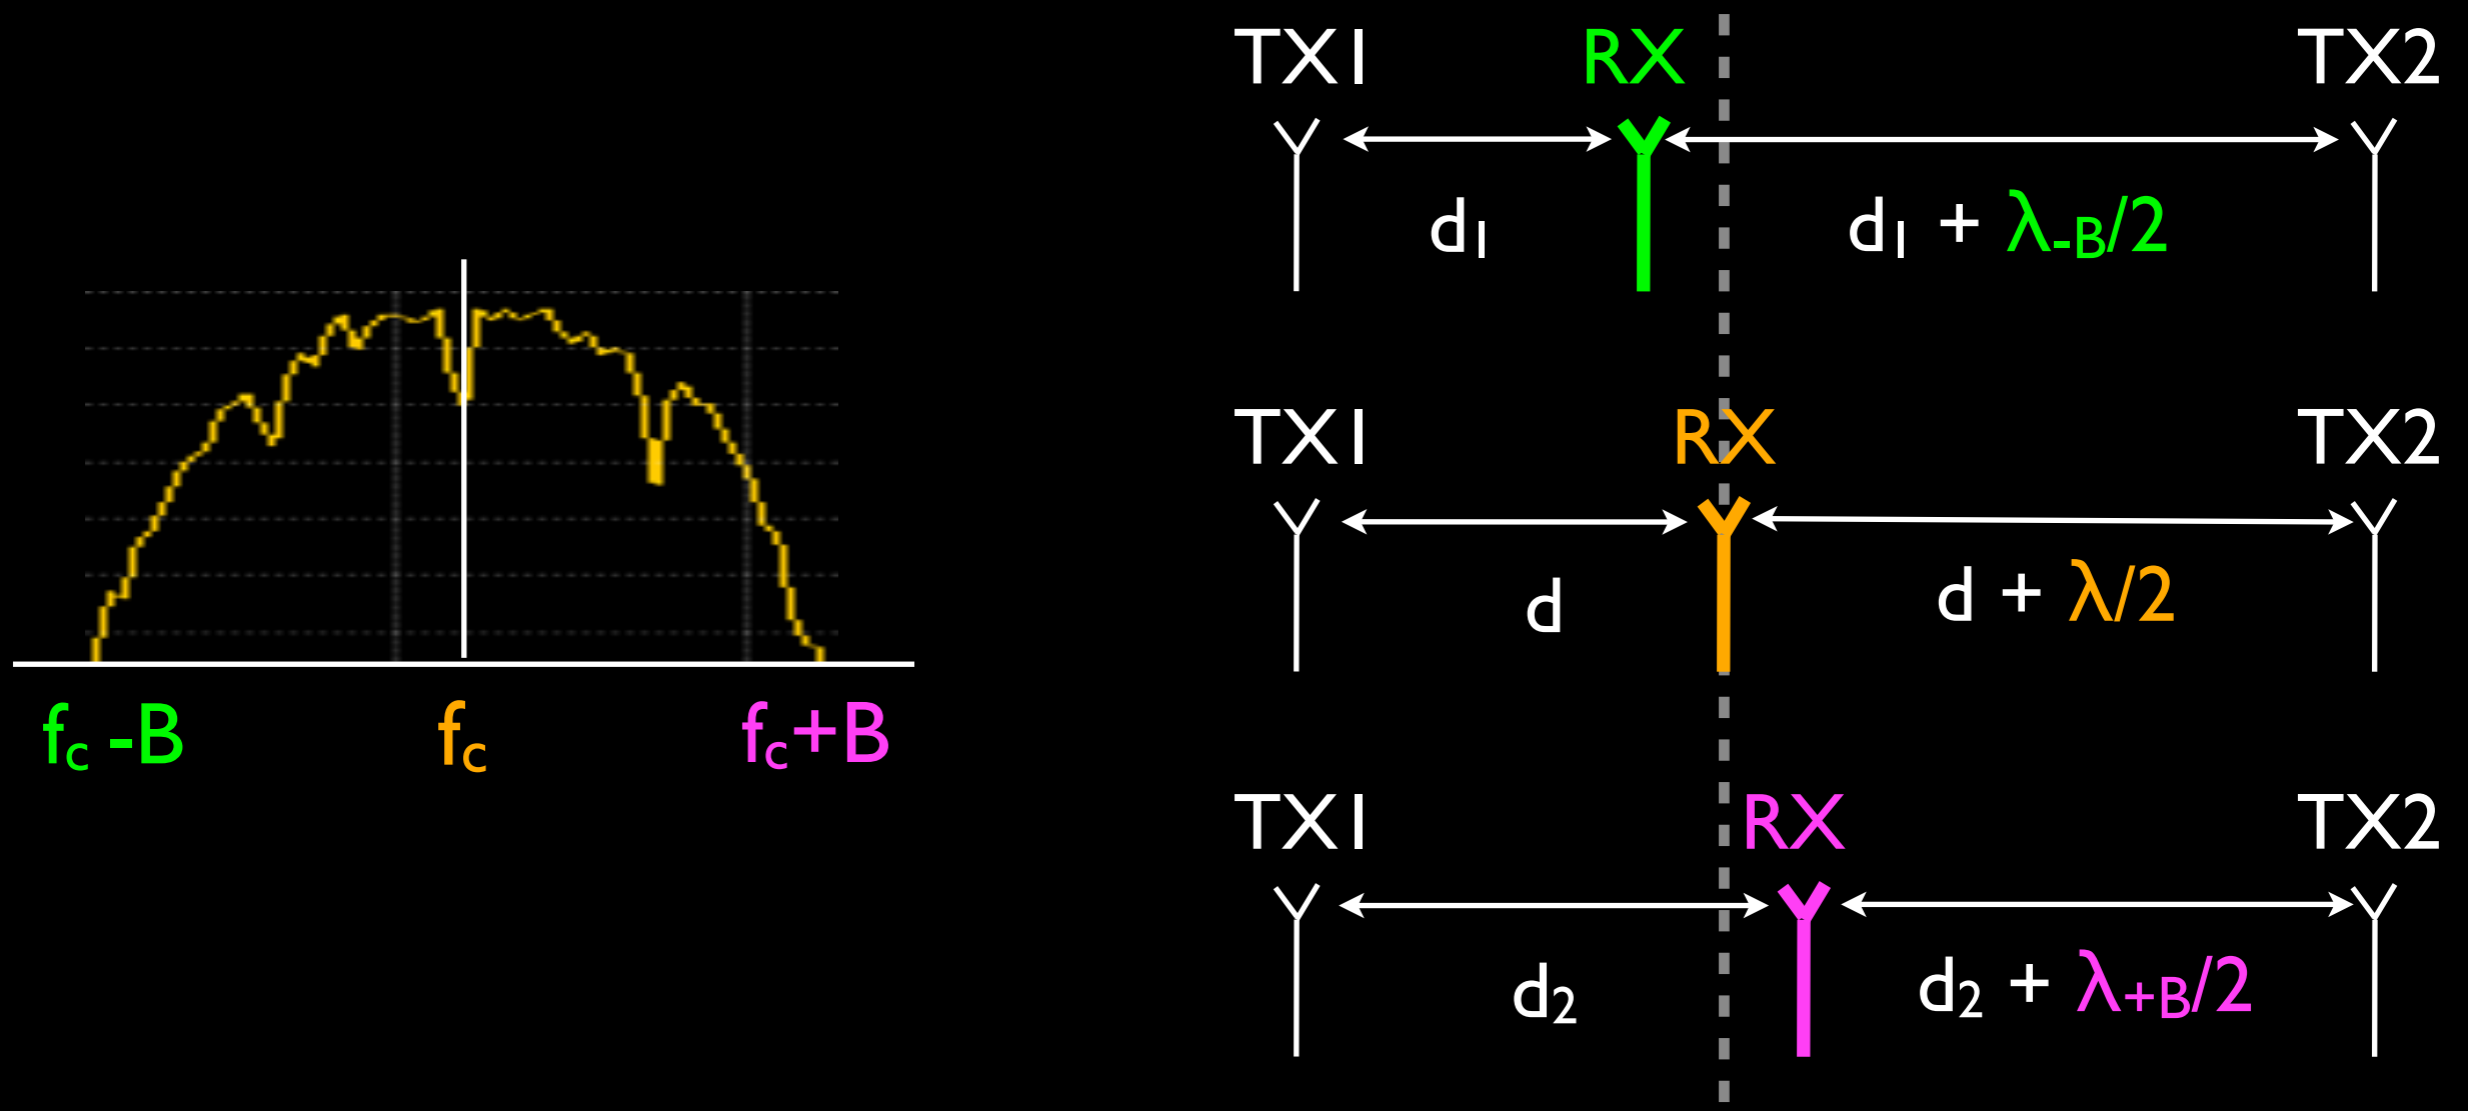 TX1 RX TX2
d1 d1 + λ-B/2
TX1 RX TX2
d d + λ/2
fc -B fc fc+B
TX1 RX TX2
d2 d2 + λ+B/2